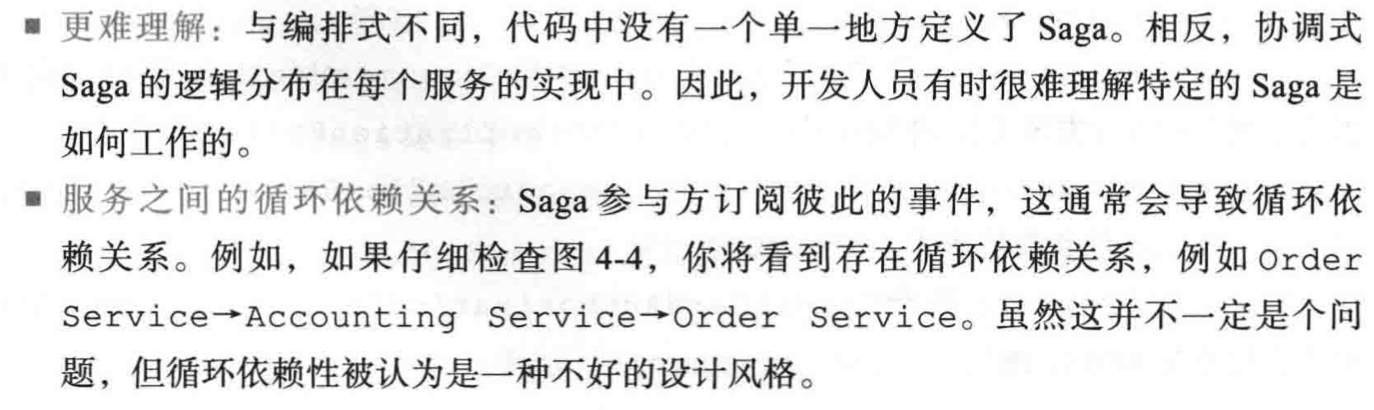 ■ 更难理解：与编排式不同，代码中没有一个单一地方定义了 Saga。相反，协调式
Saga 的逻辑分布在每个服务的实现中。因此，开发人员有时很难理解特定的 Saga 是
如何工作的。
■ 服务之间的循环依赖关系：Saga 参与方订阅彼此的事件，这通常会导致循环依
赖关系。例如，如果仔细检查图 4-4，你将看到存在循环依赖关系，例如 Order
Service→Accounting Service→Order Service。虽然这并不一定是个问
题，但循环依赖性被认为是一种不好的设计风格。